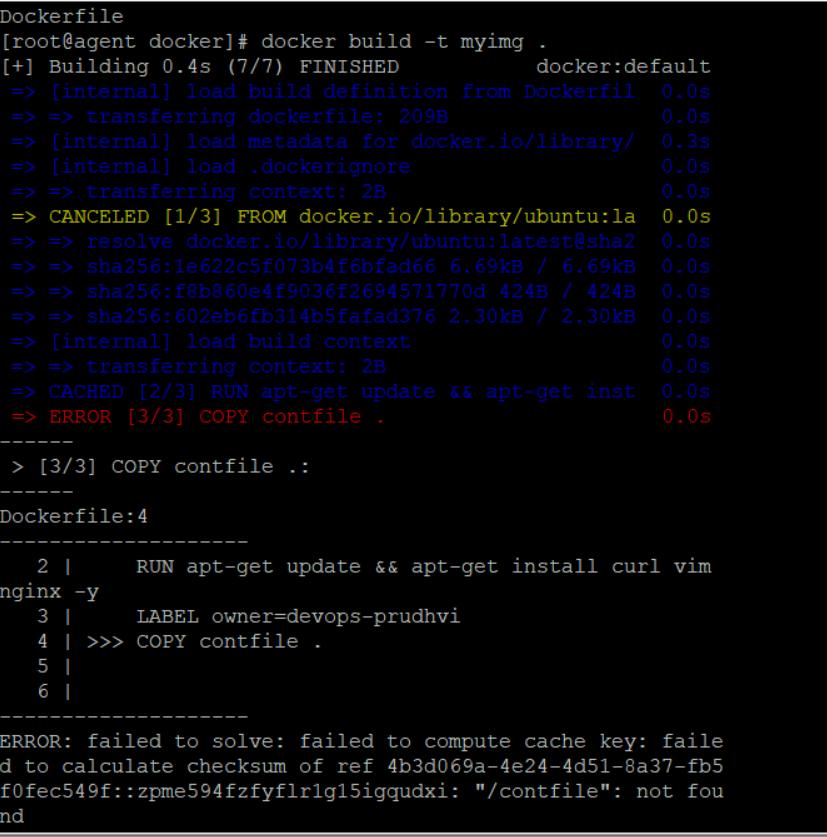 Dockerfile
[root@agent docker]# docker build -t myimg .
[+] Building 0.4s (7/7) FINISHED           docker:default
 => [internal] load build definition from Dockerfil  0.0s
 => => transferring dockerfile: 209B                 0.0s
 => [internal] load metadata for docker.io/library/  0.3s
 => [internal] load .dockerignore                    0.0s
 => => transferring context: 2B                      0.0s
 => CANCELED [1/3] FROM docker.io/library/ubuntu:la  0.0s
 => => resolve docker.io/library/ubuntu:latest@sha2  0.0s
 => => sha256:1e622c5f073b4f6bfad66 6.69kB / 6.69kB  0.0s
 => => sha256:f8b860e4f9036f2694571770d 424B / 424B  0.0s
 => => sha256:602eb6fb314b5fafad376 2.30kB / 2.30kB  0.0s
 => [internal] load build context                    0.0s
 => => transferring context: 2B                      0.0s
 => CACHED [2/3] RUN apt-get update && apt-get inst  0.0s
 => ERROR [3/3] COPY contfile .                      0.0s
------
 > [3/3] COPY contfile .:
------
Dockerfile:4
--------------------
   2 |     RUN apt-get update && apt-get install curl vim
nginx -y
   3 |     LABEL owner=devops-prudhvi
   4 | >>> COPY contfile .
   5 |
   6 |
--------------------
ERROR: failed to solve: failed to compute cache key: faile
d to calculate checksum of ref 4b3d069a-4e24-4d51-8a37-fb5
f0fec549f::zpme594fzfyflr1g15igqudxi: "/contfile": not fou
nd